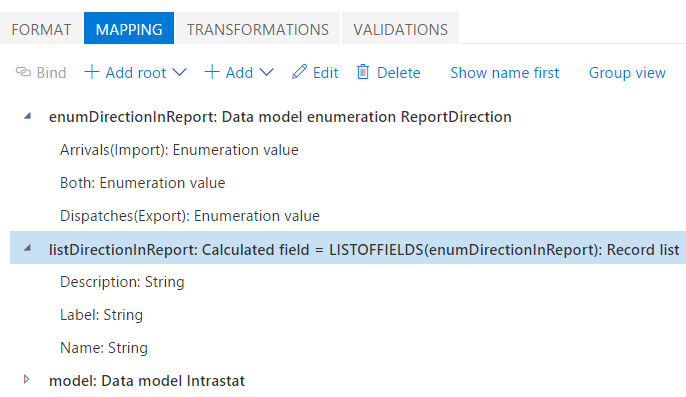 FORMAT MAPPING TRANSFORMATIONS VALIDATIONS
Bind Add root Add Edit Delete Show name first Group view
enumDirectionInReport: Data model enumeration ReportDirection
Arrivals(Import): Enumeration value
Both: Enumeration value
Dispatches(Export): Enumeration value
listDirectionInReport: Calculated field = LISTOFFIELDS(enumDirectionInReport): Record list
Description: String
Label: String
Name: String
model: Data model Intrastat